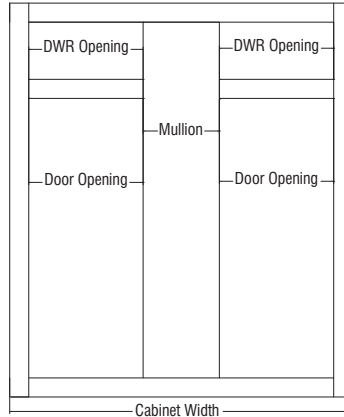 DWR Opening
DWR Opening
Mullion
Door Opening
Door Opening
Cabinet Width